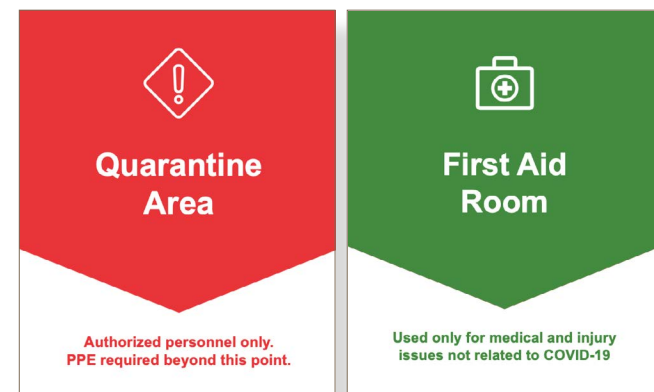 Quarantine
Area
Authorized personnel only.
PPE required beyond this point.
First Aid
Room
Used only for medical and injury
issues not related to COVID-19